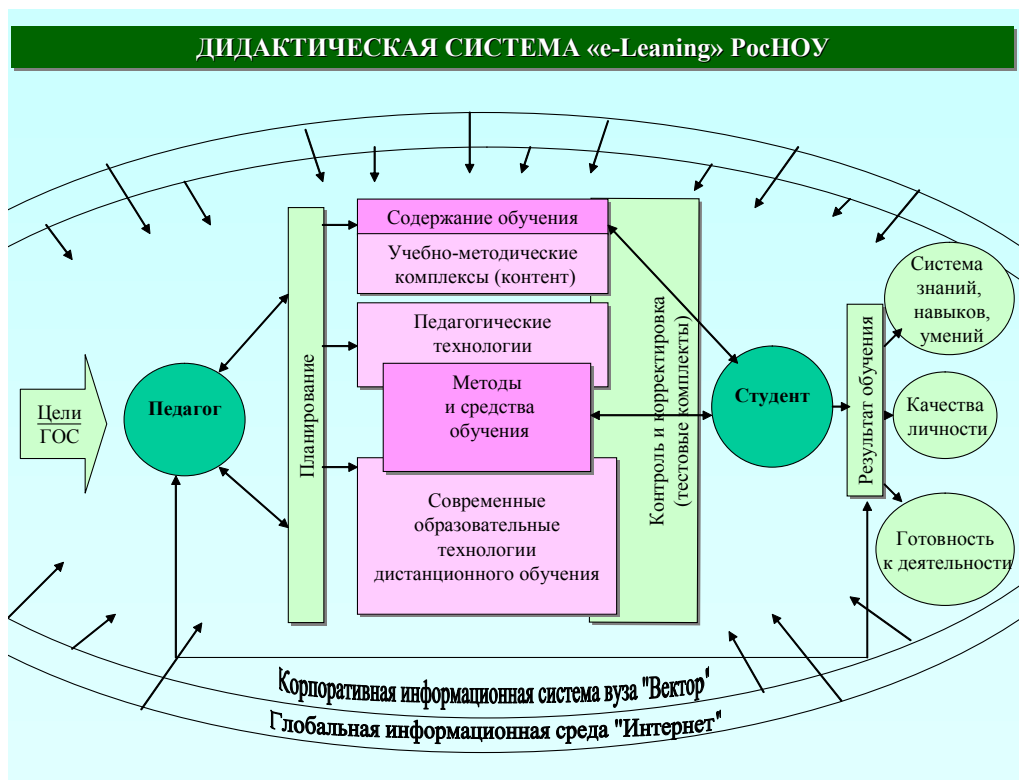 ДИДАКТИЧЕСКАЯ СИСТЕМА «e-Leaning» РосНОУ
Цели
ГОС
Педагог
Планирование
Содержание обучения
Учебно-методические
комплексы (контент)
Педагогические
технологии
Методы
и средства
обучения
Современные
образовательные
технологии
дистанционного обучения
Контроль и корректировка
(тестовые комплекты)
Студент
Результат обучения
Система
знаний,
навыков,
умений
Качества
личности
Готовность
к деятельности
Корпоративная информационная система вуза "Вектор"
Глобальная информационная среда "Интернет"